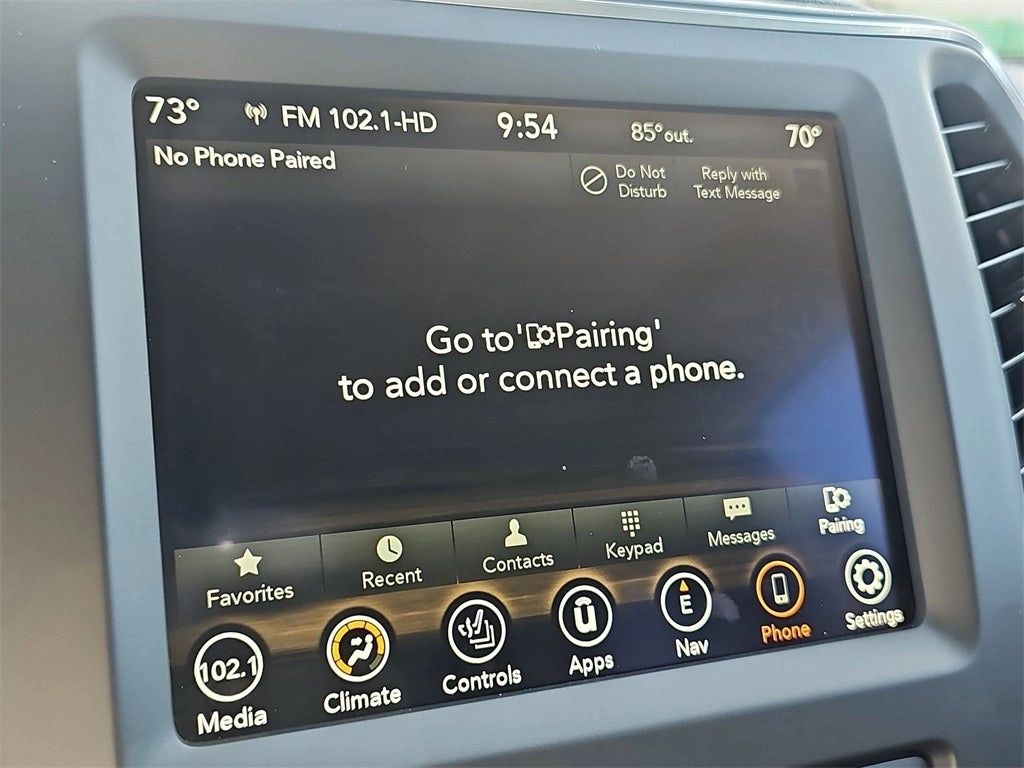 73° FM 102.1-HD 9:54 85°out. 70°
No Phone Paired
Do Not
Disturb
Reply with
Text Message
Go to 'Pairing'
to add or connect a phone.
Favorites Recent Contacts Keypad Messages Pairing
102.1 E
Media Climate Controls Apps Nav Phone Settings